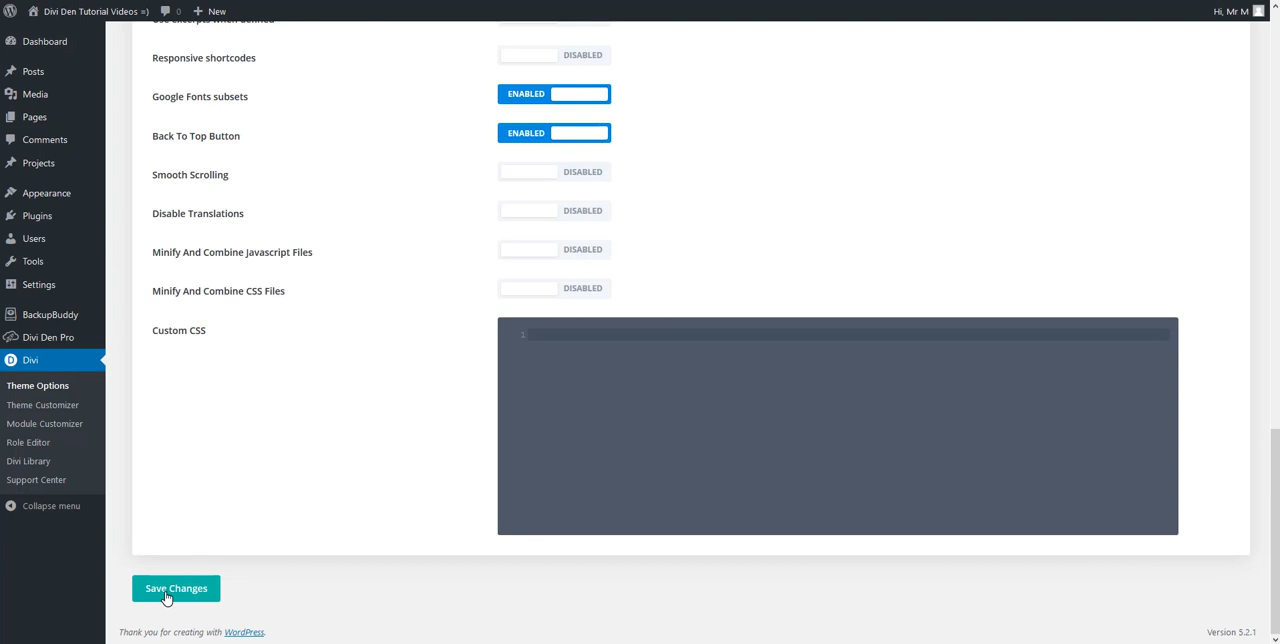 Divi Den Tutorial Videos =)
0
New
Hi, Mr M
Dashboard
Posts
Media
Pages
Comments
Projects
Appearance
Plugins
Users
Tools
Settings
BackupBuddy
Divi Den Pro
Divi
Theme Options
Theme Customizer
Module Customizer
Role Editor
Divi Library
Support Center
Collapse menu
Use excerpts when defined
Responsive shortcodes
DISABLED
Google Fonts subsets
ENABLED
Back To Top Button
ENABLED
Smooth Scrolling
DISABLED
Disable Translations
DISABLED
Minify And Combine Javascript Files
DISABLED
Minify And Combine CSS Files
DISABLED
Custom CSS
1
Save Changes
Thank you for creating with WordPress.
Version 5.2.1